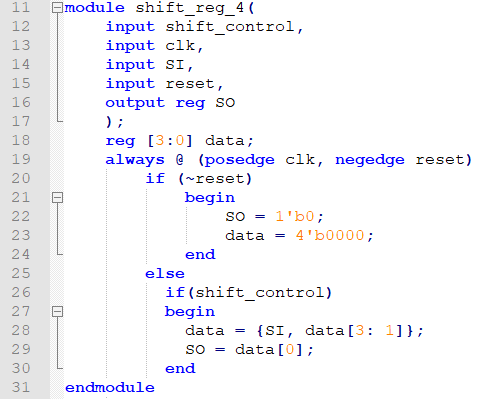 11 module shift_reg_4(
12 input shift_control,
13 input clk,
14 input SI,
15 input reset,
16 output reg SO
17 );
18 reg [3:0] data;
19 always @ (posedge clk, negedge reset)
20 if (~reset)
21 begin
22 SO = 1'b0;
23 data = 4'b0000;
24 end
25 else
26 if(shift_control)
27 begin
28 data = {SI, data[3: 1]};
29 SO = data[0];
30 end
31 endmodule